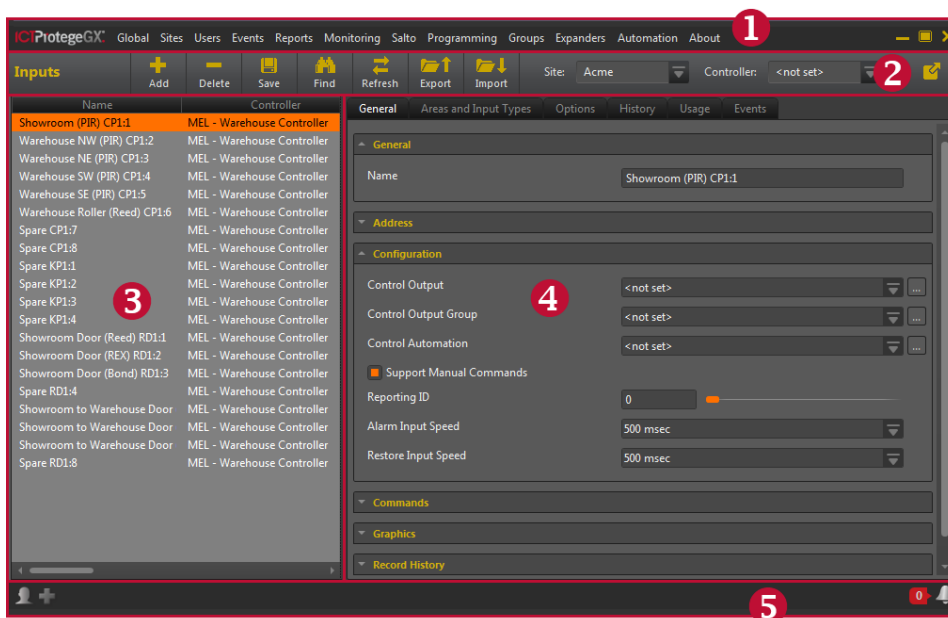 ICT ProtegeGX Global Sites Users Events Reports Monitoring Salto Programming Groups Expanders Automation About 1
Inputs Add Delete Save Find Refresh Export Import Site: Acme Controller: <not set> 2
Name Controller
Showroom (PIR) CP1:1 MEL - Warehouse Controller
Warehouse NW (PIR) CP1:2 MEL - Warehouse Controller
Warehouse NE (PIR) CP1:3 MEL - Warehouse Controller
Warehouse SW (PIR) CP1:4 MEL - Warehouse Controller
Warehouse SE (PIR) CP1:5 MEL - Warehouse Controller
Warehouse Roller (Reed) CP1:6 MEL - Warehouse Controller
Spare CP1:7 MEL - Warehouse Controller
Spare CP1:8 MEL - Warehouse Controller
Spare KP1:1 MEL - Warehouse Controller
Spare KP1:2 MEL - Warehouse Controller
Spare KP1:3 MEL - Warehouse Controller
Spare KP1:4 MEL - Warehouse Controller
Showroom Door (Reed) RD1:1 MEL - Warehouse Controller
Showroom Door (REX) RD1:2 MEL - Warehouse Controller
Showroom Door (Bond) RD1:3 MEL - Warehouse Controller
Spare RD1:4 MEL - Warehouse Controller
Showroom to Warehouse Door MEL - Warehouse Controller
Showroom to Warehouse Door MEL - Warehouse Controller
Showroom to Warehouse Door MEL - Warehouse Controller
Spare RD1:8 MEL - Warehouse Controller
3
General Areas and Input Types Options History Usage Events
General
Name Showroom (PIR) CP1:1
Address
Configuration
Control Output <not set> ...
4
Control Output Group <not set> ...
Control Automation <not set> ...
Support Manual Commands
Reporting ID 0
Alarm Input Speed 500 msec
Restore Input Speed 500 msec
Commands
Graphics
Record History
5
0